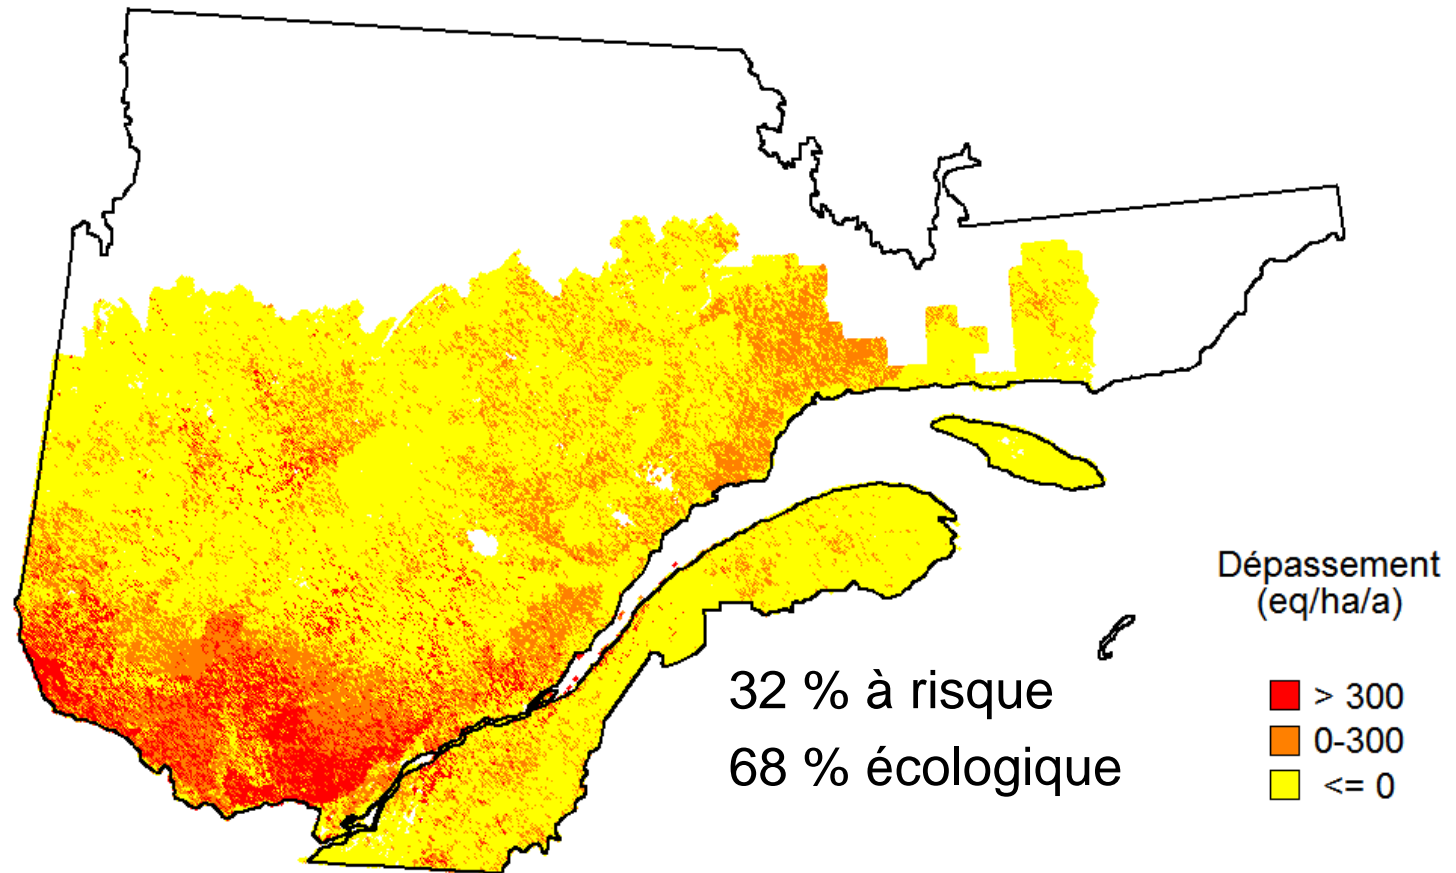 Dépassement
(eq/ha/a)
32 % à risque
68 % écologique
> 300
0-300
<= 0